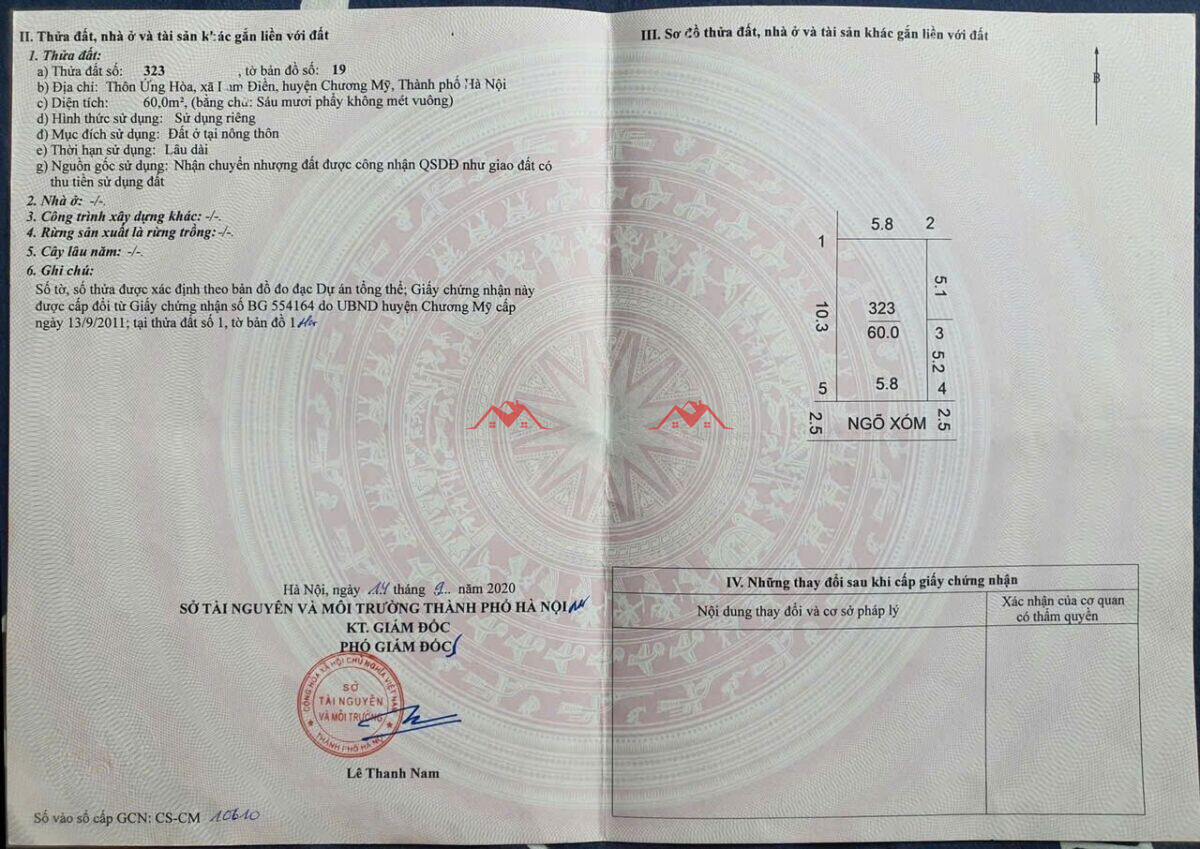 II. Thửa đất, nhà ở và tài sản khác gắn liền với đất
1. Thửa đất:
a) Thửa đất số: 323 , tờ bản đồ số: 19
b) Địa chỉ: Thôn Ứng Hòa, xã Điền, huyện Chương Mỹ, Thành phố Hà Nội
c) Diện tích: 60,0m², (bằng chữ: Sáu mươi phẩy không mét vuông)
d) Hình thức sử dụng: Sử dụng riêng
đ) Mục đích sử dụng: Đất ở tại nông thôn
e) Thời hạn sử dụng: Lâu dài
g) Nguồn gốc sử dụng: Nhận chuyển nhượng đất được công nhận QSDĐ như giao đất có
thu tiền sử dụng đất
2. Nhà ở: -/-.
3. Công trình xây dựng khác: -/-.
4. Rừng sản xuất là rừng trồng: -/-.
5. Cây lâu năm: -/-.
6. Ghi chú:
Số tờ, số thửa được xác định theo bản đồ đo đạc Dự án tổng thể; Giấy chứng nhận này
được cấp đổi từ Giấy chứng nhận số BG 554164 do UBND huyện Chương Mỹ cấp
ngày 13/9/2011; tại thửa đất số 1, tờ bản đồ 1
Hà Nội, ngày 14 tháng 9.. năm 2020
SỞ TÀI NGUYÊN VÀ MÔI TRƯỜNG THÀNH PHỐ HÀ NỘI
KT. GIÁM ĐỐC
PHÓ GIÁM ĐỐC
CỘNG HÒA XÃ HỘI CHỦ NGHĨA VIỆT NAM
SỞ
TÀI NGUYÊN
VÀ MÔI TRƯỜNG
THÀNH PHỐ HÀ NỘI
Lê Thanh Nam
Số vào sổ cấp GCN: CS-CM 10610
III. Sơ đồ thửa đất, nhà ở và tài sản khác gắn liền với đất
B
5.8 2
1
5.1
10.3
323
60.0
3
5.2
5 5.8 4
2.5 NGÕ XÓM 2.5
IV. Những thay đổi sau khi cấp giấy chứng nhận
Nội dung thay đổi và cơ sở pháp lý
Xác nhận của cơ quan
có thẩm quyền